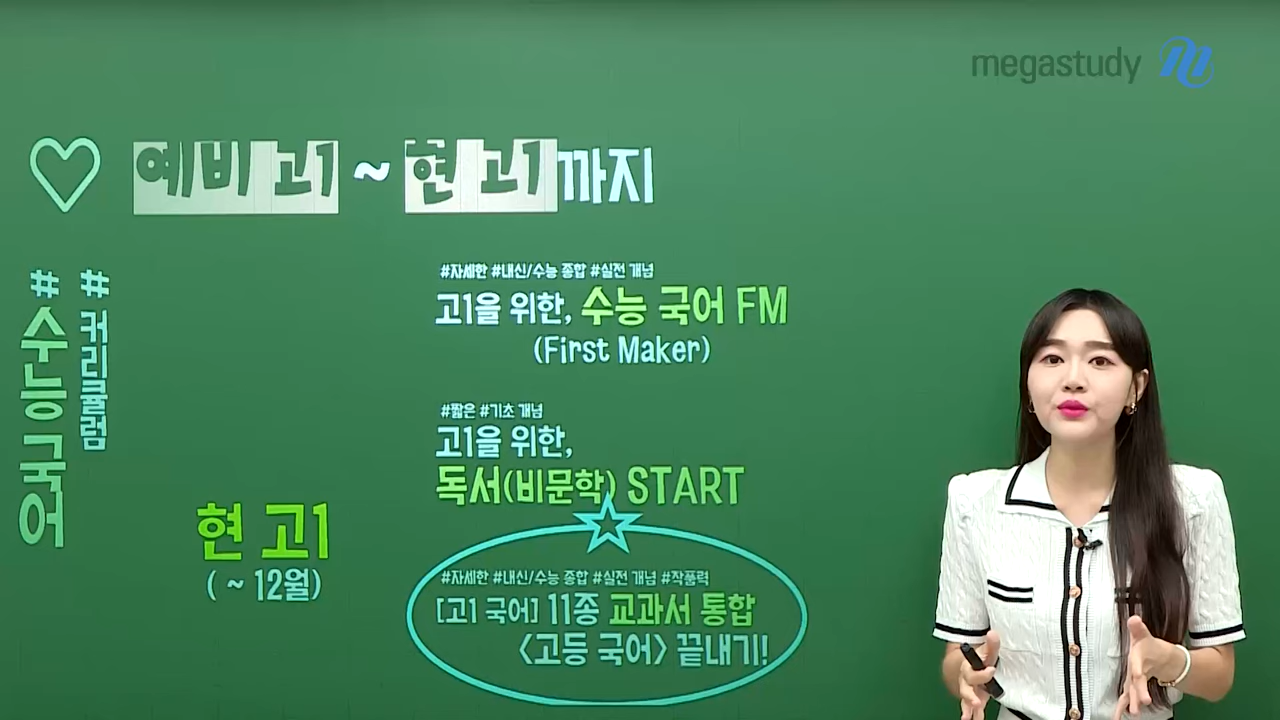 megastudy
예비 고1 ~ 현 고1까지
#수능국어
#커리큘럼
#자세한 #내신/수능 종합 #실전 개념
고1을 위한, 수능 국어 FM
(First Maker)
#짧은 #기초 개념
고1을 위한,
독서(비문학) START
현 고1
( ~ 12월)
#자세한 #내신/수능 종합 #실전 개념 #작품력
[고1 국어] 11종 교과서 통합
<고등 국어> 끝내기!